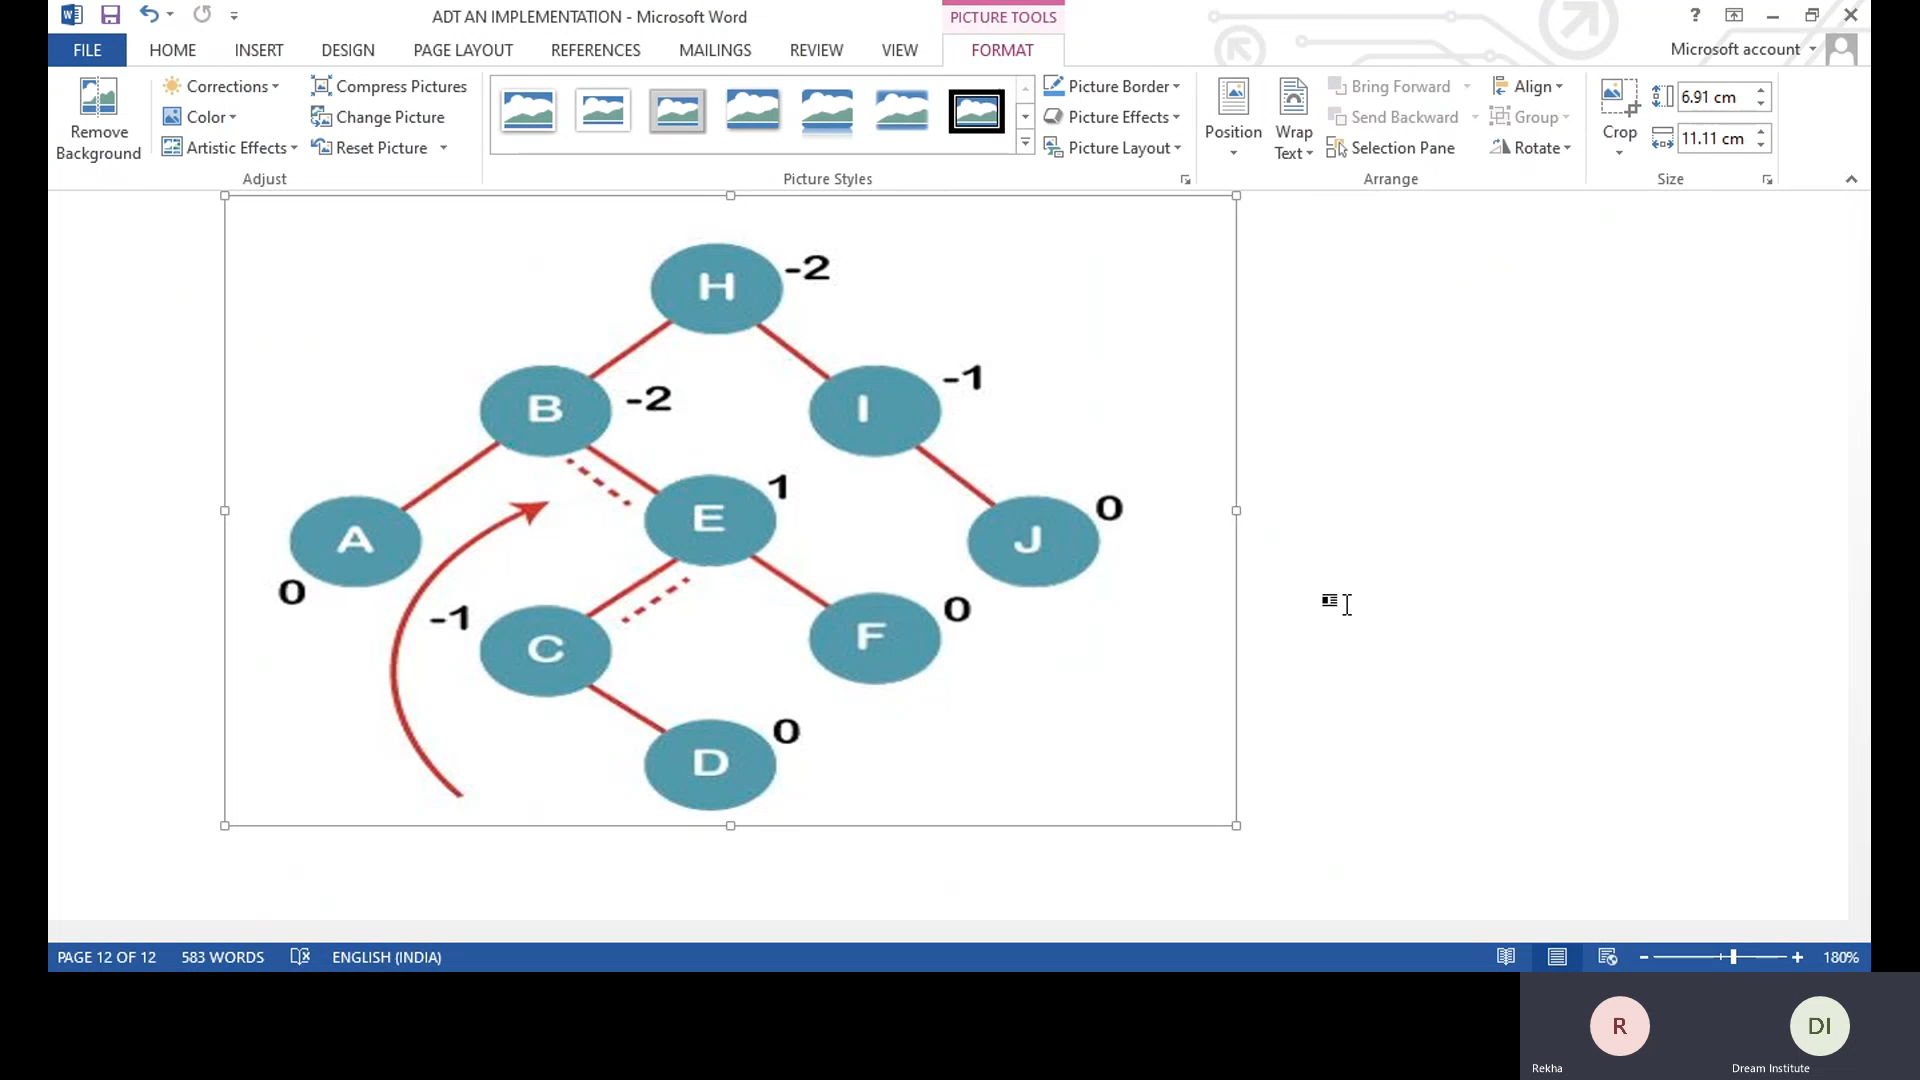 ADT AN IMPLEMENTATION - Microsoft Word
PICTURE TOOLS
?
FILE
HOME
INSERT
DESIGN
PAGE LAYOUT
REFERENCES
MAILINGS
REVIEW
VIEW
FORMAT
Microsoft account
Remove
Background
Corrections
Color
Artistic Effects
Compress Pictures
Change Picture
Reset Picture
Adjust
Picture Styles
Picture Border
Picture Effects
Picture Layout
Position
Wrap
Text
Bring Forward
Send Backward
Selection Pane
Align
Group
Rotate
Arrange
Crop
6.91 cm
11.11 cm
Size
H -2
B -2
I -1
A 0
E 1
J 0
-1 C
F 0
D 0
PAGE 12 OF 12
583 WORDS
ENGLISH (INDIA)
180%
R
DI
Rekha
Dream Institute